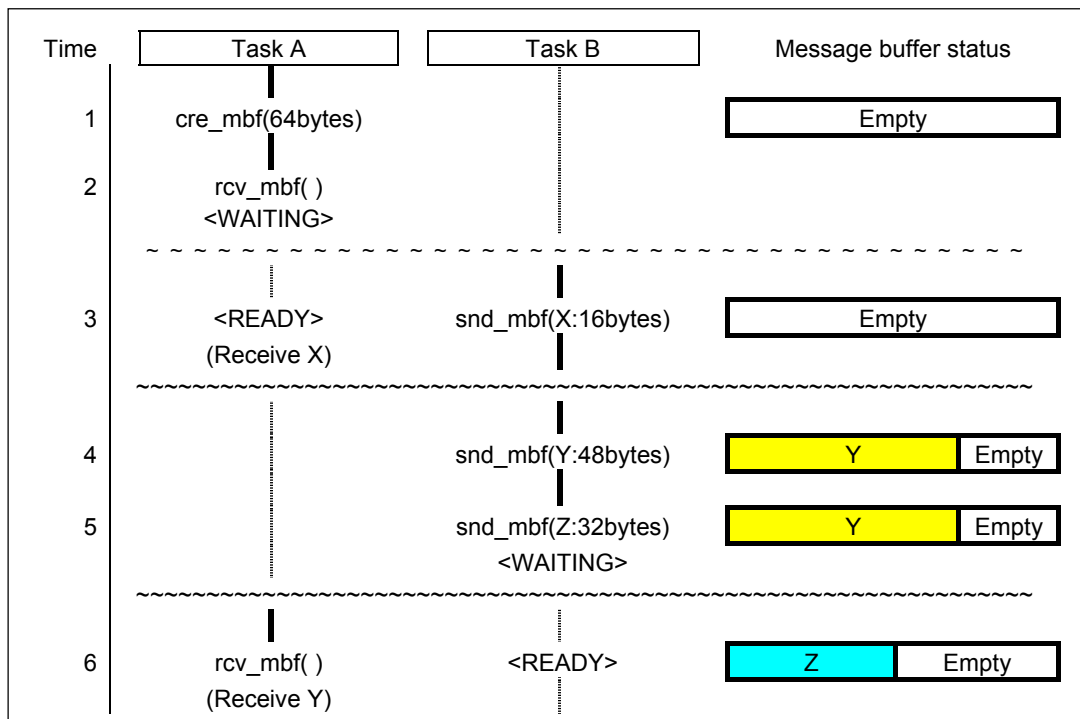 Time Task A Task B Message buffer status
1 cre_mbf(64bytes) Empty
2 rcv_mbf( )
<WAITING>
~ ~ ~ ~ ~ ~ ~ ~ ~ ~ ~ ~ ~ ~ ~ ~ ~ ~ ~ ~ ~ ~ ~ ~ ~ ~ ~ ~ ~ ~ ~ ~ ~ ~ ~ ~ ~
3 <READY> snd_mbf(X:16bytes) Empty
(Receive X)
~~~~~~~~~~~~~~~~~~~~~~~~~~~~~~~~~~~~~~~~~~~~~~~~~~~~~~~~~~~~~~~
4 snd_mbf(Y:48bytes) Y Empty
5 snd_mbf(Z:32bytes) Y Empty
<WAITING>
~~~~~~~~~~~~~~~~~~~~~~~~~~~~~~~~~~~~~~~~~~~~~~~~~~~~~~~~~~~~~~~
6 rcv_mbf( ) <READY> Z Empty
(Receive Y)